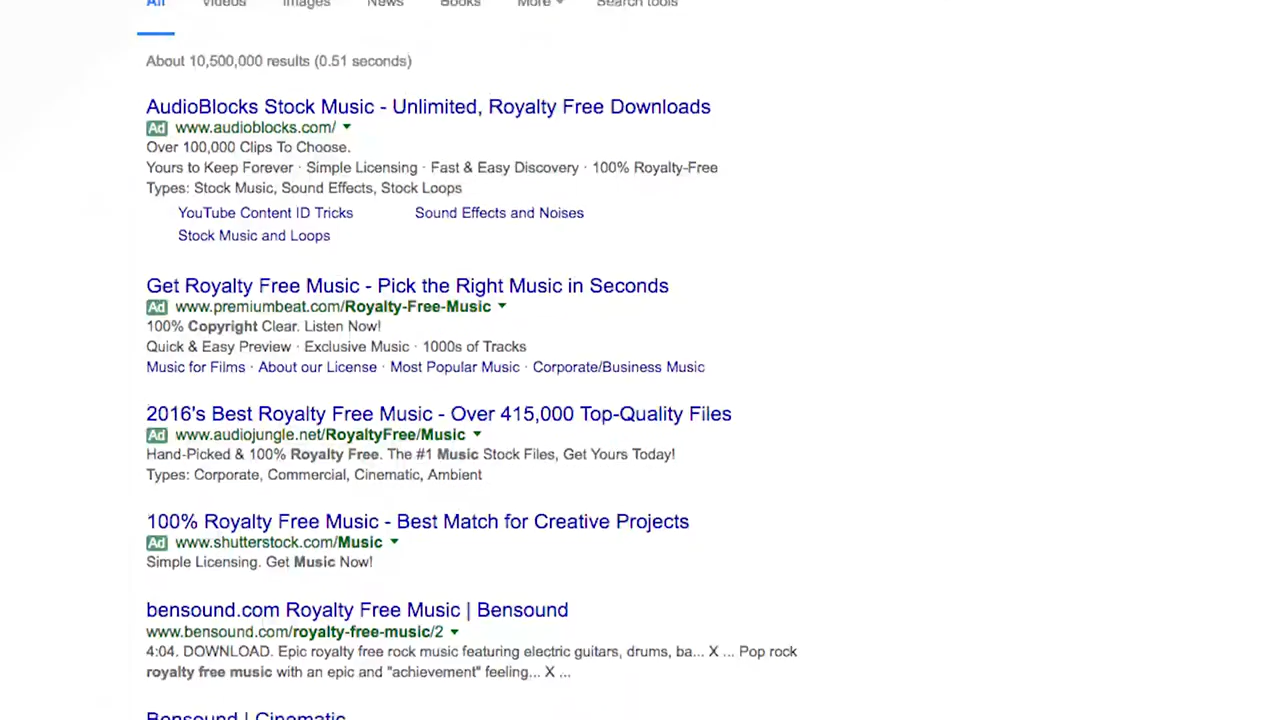 All Videos Images News Books More Search tools
About 10,500,000 results (0.51 seconds)
AudioBlocks Stock Music - Unlimited, Royalty Free Downloads
Ad www.audioblocks.com/
Over 100,000 Clips To Choose.
Yours to Keep Forever · Simple Licensing · Fast & Easy Discovery · 100% Royalty-Free
Types: Stock Music, Sound Effects, Stock Loops
YouTube Content ID Tricks Sound Effects and Noises
Stock Music and Loops
Get Royalty Free Music - Pick the Right Music in Seconds
Ad www.premiumbeat.com/Royalty-Free-Music
100% Copyright Clear. Listen Now!
Quick & Easy Preview · Exclusive Music · 1000s of Tracks
Music for Films · About our License · Most Popular Music · Corporate/Business Music
2016's Best Royalty Free Music - Over 415,000 Top-Quality Files
Ad www.audiojungle.net/RoyaltyFree/Music
Hand-Picked & 100% Royalty Free. The #1 Music Stock Files, Get Yours Today!
Types: Corporate, Commercial, Cinematic, Ambient
100% Royalty Free Music - Best Match for Creative Projects
Ad www.shutterstock.com/Music
Simple Licensing. Get Music Now!
bensound.com Royalty Free Music | Bensound
www.bensound.com/royalty-free-music/2
4:04. DOWNLOAD. Epic royalty free rock music featuring electric guitars, drums, ba... X ... Pop rock
royalty free music with an epic and "achievement" feeling... X ...
Bensound | Cinematic